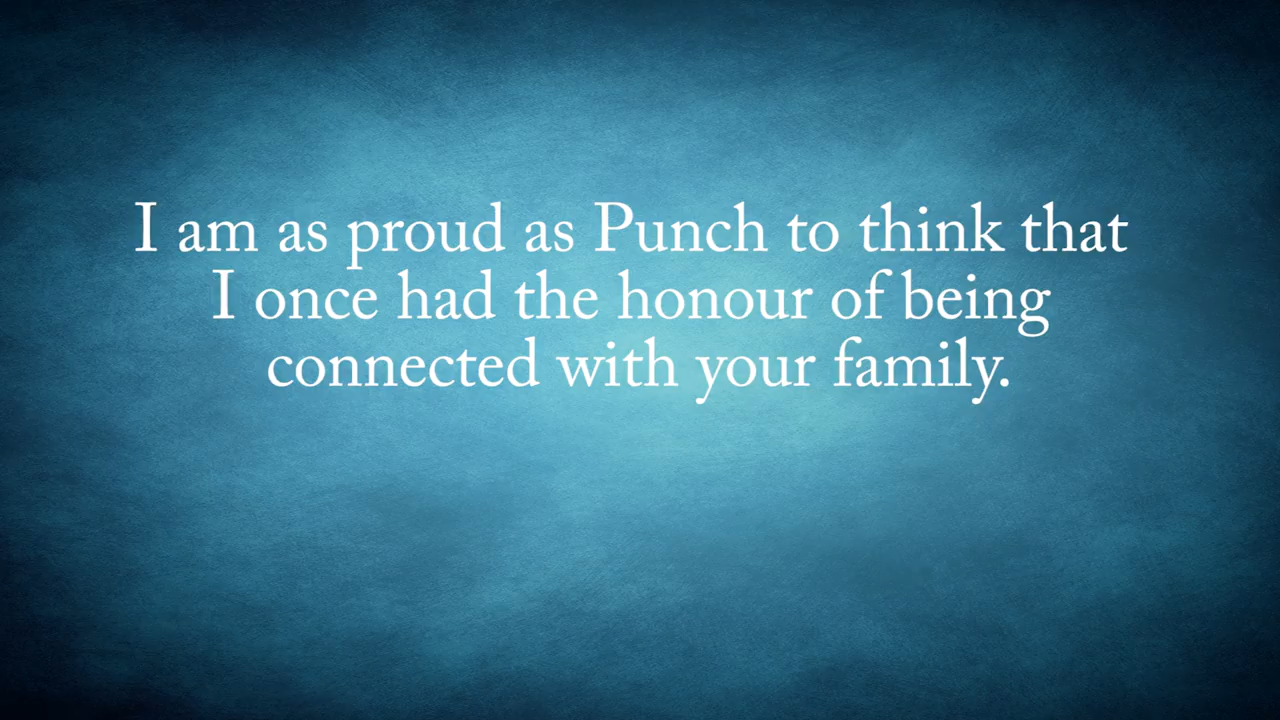 I am as proud as Punch to think that
I once had the honour of being
connected with your family.